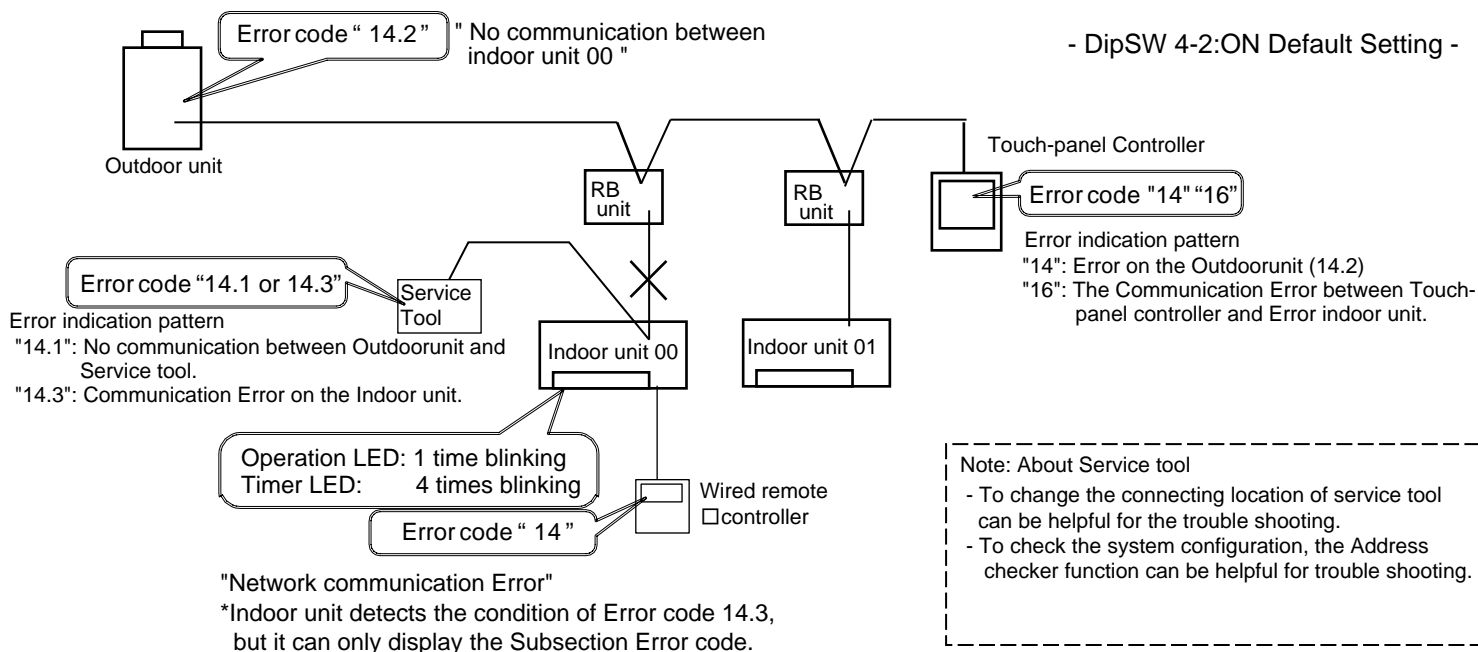 Error code “ 14.2 ”
" No communication between
indoor unit 00 "
- DipSW 4-2:ON Default Setting -
Outdoor unit
RB
unit
RB
unit
Touch-panel Controller
Error code "14" “16”
Error indication pattern
"14": Error on the Outdoorunit (14.2)
"16": The Communication Error between Touch-
panel controller and Error indoor unit.
Error code “14.1 or 14.3”
Service
Tool
Error indication pattern
"14.1": No communication between Outdoorunit and
Service tool.
"14.3": Communication Error on the Indoor unit.
Indoor unit 00
Indoor unit 01
Operation LED: 1 time blinking
Timer LED: 4 times blinking
Wired remote
□controller
Error code “ 14 ”
"Network communication Error"
*Indoor unit detects the condition of Error code 14.3,
but it can only display the Subsection Error code.
Note: About Service tool
- To change the connecting location of service tool
can be helpful for the trouble shooting.
- To check the system configuration, the Address
checker function can be helpful for trouble shooting.